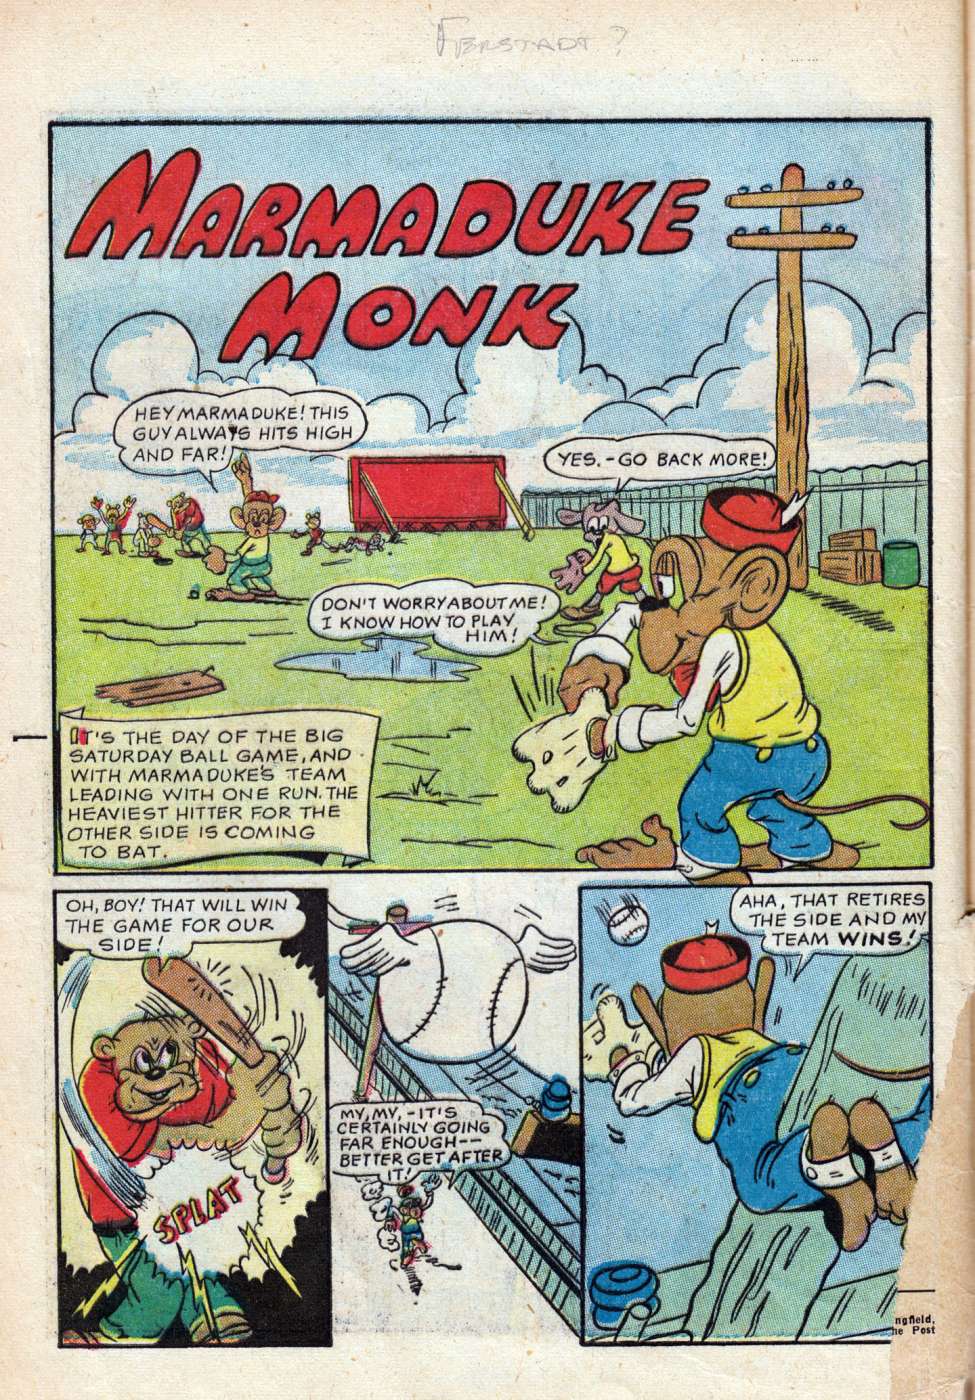 FERSTADT?
MARMADUKE
MONK
HEY MARMADUKE! THIS
GUY ALWAYS HITS HIGH
AND FAR!
YES.-GO BACK MORE!
DON'T WORRY ABOUT ME!
I KNOW HOW TO PLAY
HIM!
IT'S THE DAY OF THE BIG
SATURDAY BALL GAME, AND
WITH MARMADUKE'S TEAM
LEADING WITH ONE RUN. THE
HEAVIEST HITTER FOR THE
OTHER SIDE IS COMING
TO BAT.
OH, BOY! THAT WILL WIN
THE GAME FOR OUR
SIDE!
SPLAT
MY, MY,-IT'S
CERTAINLY GOING
FAR ENOUGH--
BETTER GET AFTER
IT!
AHA, THAT RETIRES
THE SIDE AND MY
TEAM WINS!
ngfield,
he Post